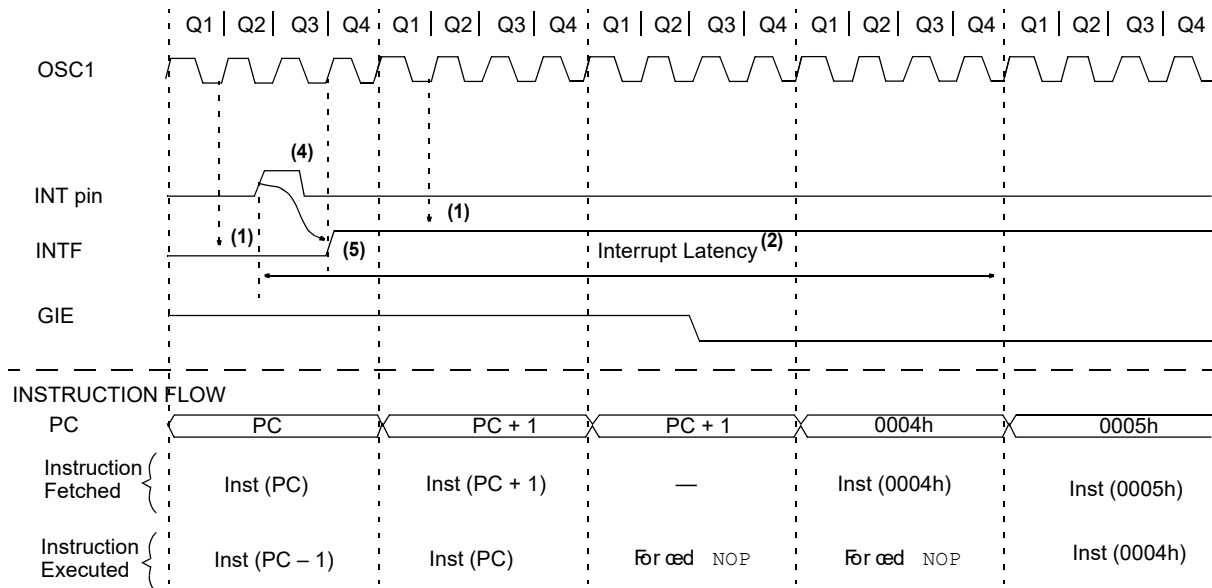 Q1 Q2 Q3 Q4 Q1 Q2 Q3 Q4 Q1 Q2 Q3 Q4 Q1 Q2 Q3 Q4 Q1 Q2 Q3 Q4
OSC1
(4)
INT pin
(1) (1)
INTF (5) Interrupt Latency(2)
GIE
INSTRUCTION FLOW
PC PC PC + 1 PC + 1 0004h 0005h
Instruction
Fetched Inst (PC) Inst (PC + 1) — Inst (0004h) Inst (0005h)
Instruction
Executed Inst (PC – 1) Inst (PC) Forced NOP Forced NOP Inst (0004h)